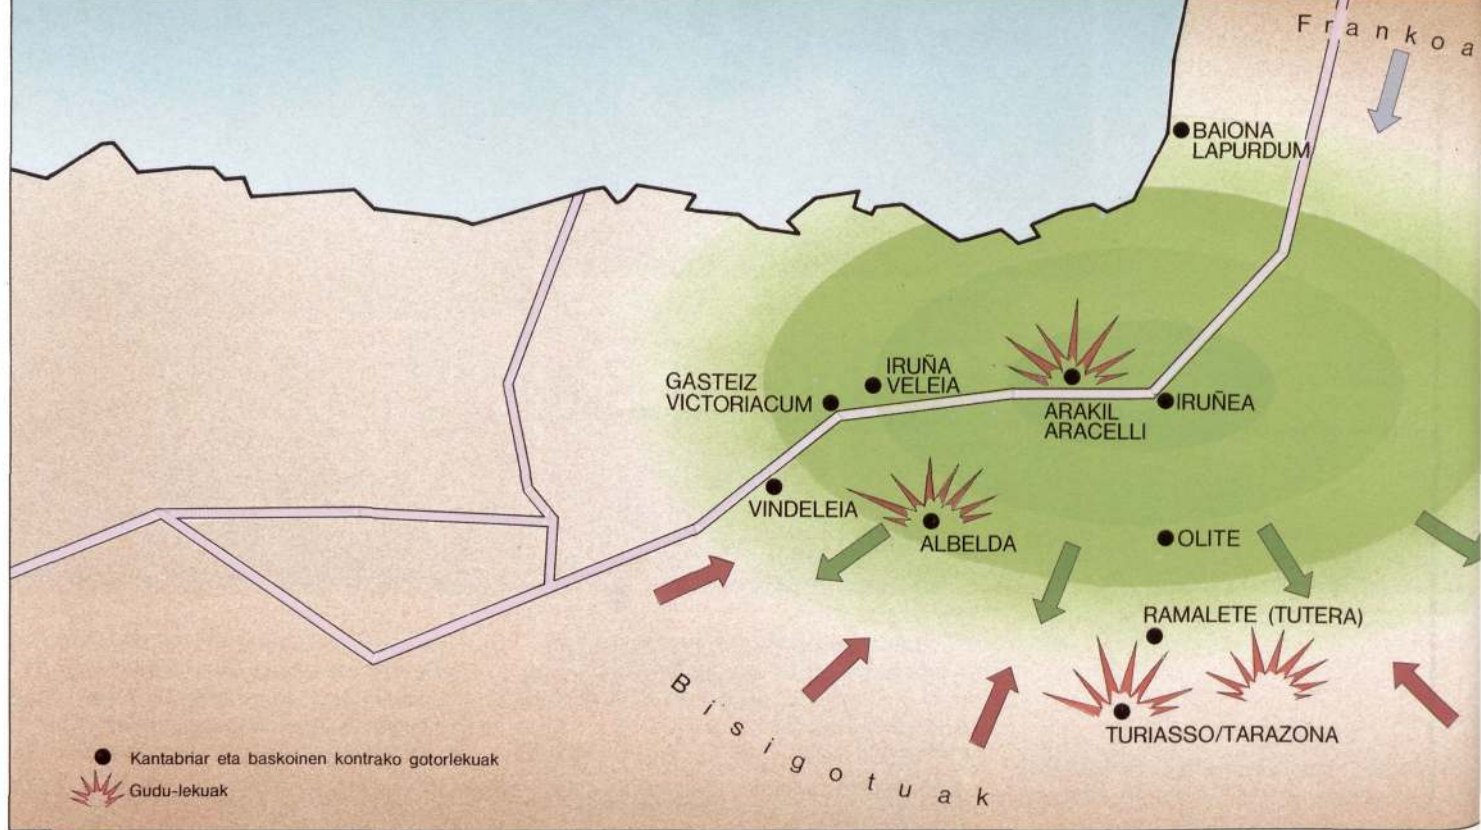 Frankoa
BAIONA
LAPURDUM
IRUÑA
VELEIA
GASTEIZ
VICTORIACUM
IRUÑEA
ARAKIL
ARACELLI
VINDELEIA
ALBELDA
OLITE
RAMALETE (TUTERA)
TURIASSO/TARAZONA
Bisigotuak
Kantabriar eta baskoinen kontrako gotorlekuak
Gudu-lekuak